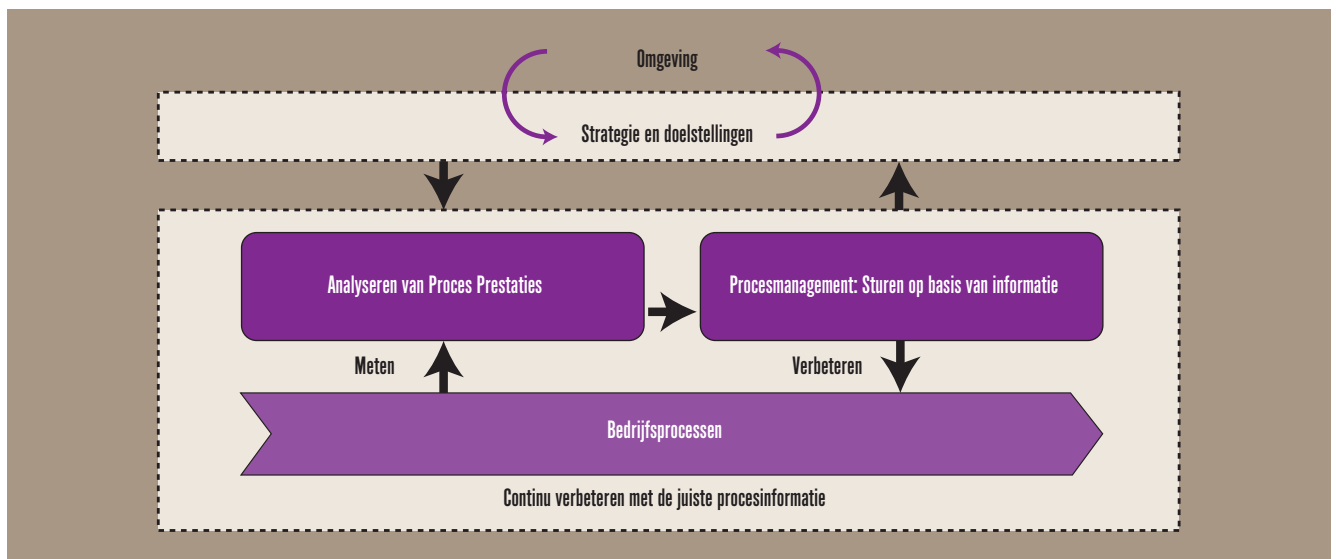 Omgeving
Strategie en doelstellingen
Analyseren van Proces Prestaties
Procesmanagement: Sturen op basis van informatie
Meten
Verbeteren
Bedrijfsprocessen
Continu verbeteren met de juiste procesinformatie